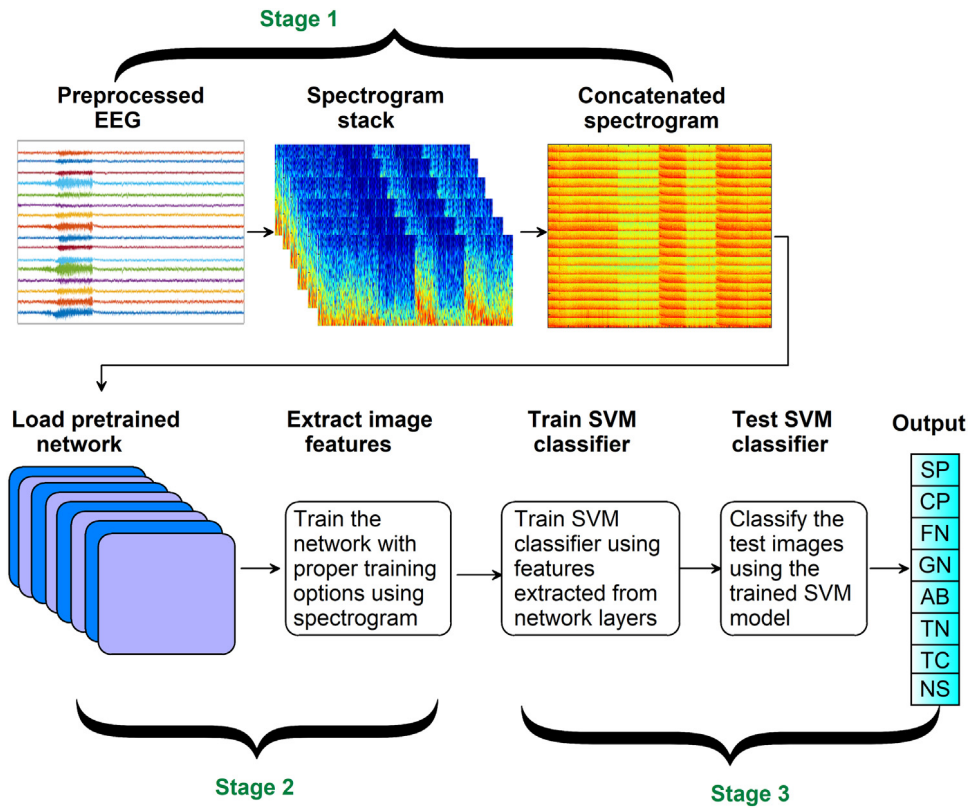 Stage 1
Preprocessed
EEG
Spectrogram
stack
Concatenated
spectrogram
Load pretrained
network
Extract image
features
Train SVM
classifier
Test SVM
classifier
Output
Train the
network with
proper training
options using
spectrogram
Train SVM
classifier using
features
extracted from
network layers
Classify the
test images
using the
trained SVM
model
SP
CP
FN
GN
AB
TN
TC
NS
Stage 2
Stage 3